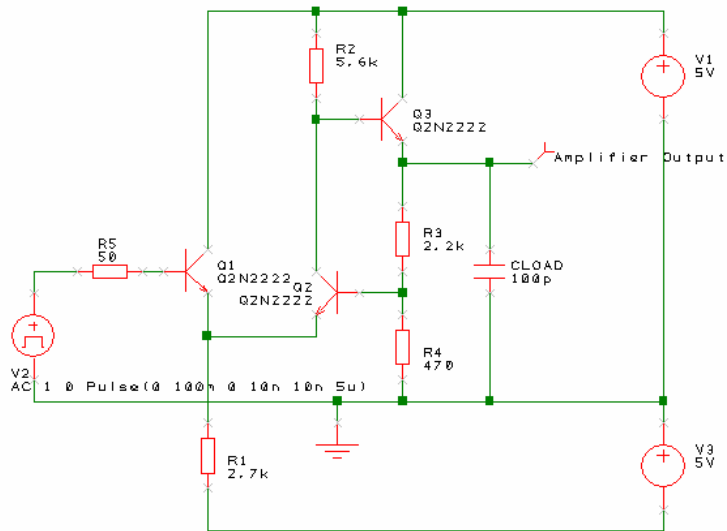 R2
5.6k
V1
5V
Q3
Q2N2222
Amplifier Output
R3
2.2k
R5
50
Q1
Q2N2222
Q2
Q2N2222
CLOAD
100p
R4
470
V2
AC 1 0 Pulse(0 100m 0 10n 10n 5u)
R1
2.7k
V3
5V